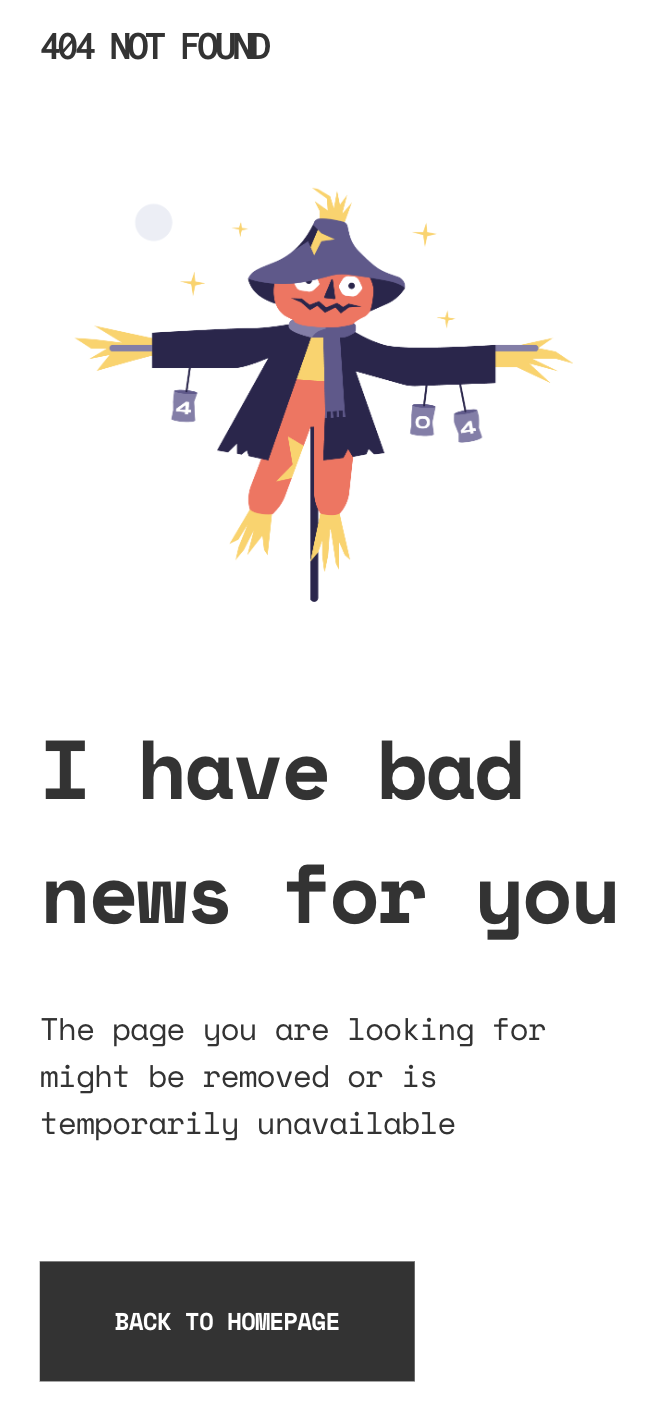 404 NOT FOUND
4
0
4
I have bad
news for you
The page you are looking for
might be removed or is
temporarily unavailable
BACK TO HOMEPAGE